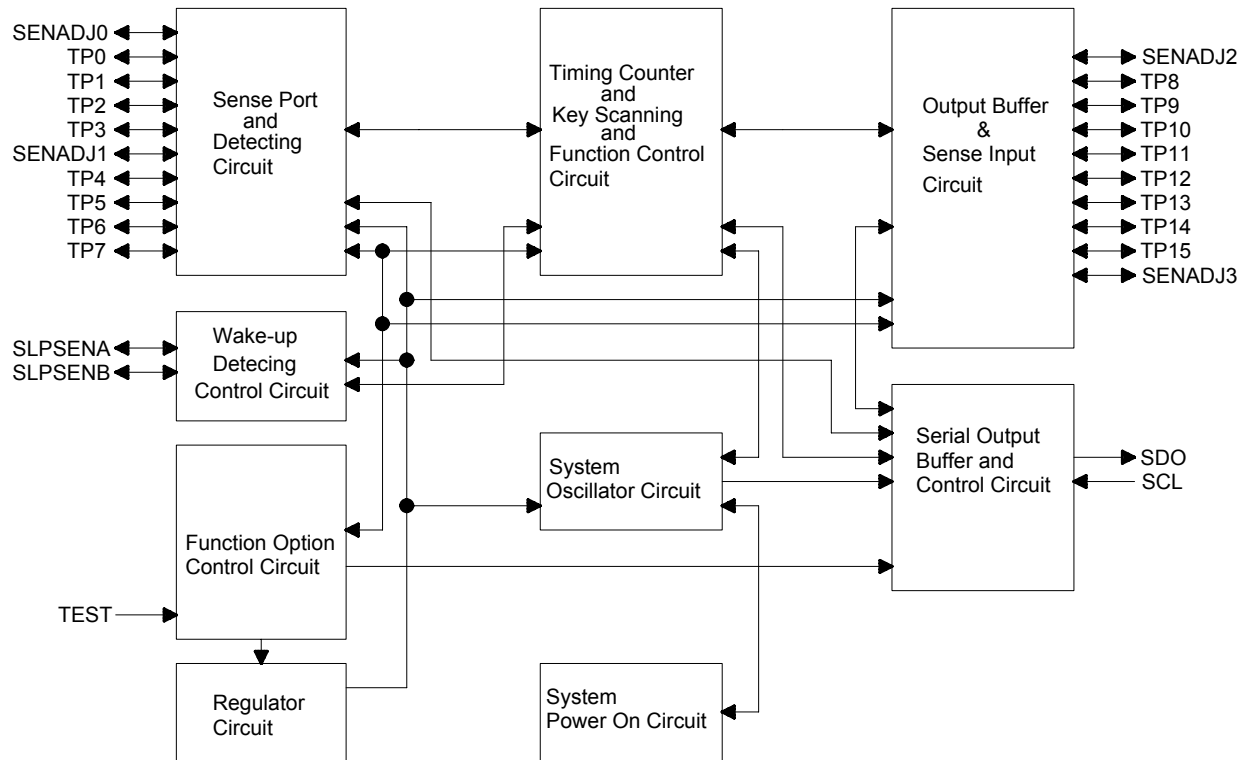 SENADJ0
TP0
TP1
TP2
TP3
SENADJ1
TP4
TP5
TP6
TP7
Sense Port
and
Detecting
Circuit
Timing Counter
and
Key Scanning
and
Function Control
Circuit
Output Buffer
&
Sense Input
Circuit
SENADJ2
TP8
TP9
TP10
TP11
TP12
TP13
TP14
TP15
SENADJ3
SLPSENA
SLPSENB
Wake-up
Detecing
Control Circuit
System
Oscillator Circuit
Serial Output
Buffer and
Control Circuit
SDO
SCL
Function Option
Control Circuit
TEST
Regulator
Circuit
System
Power On Circuit